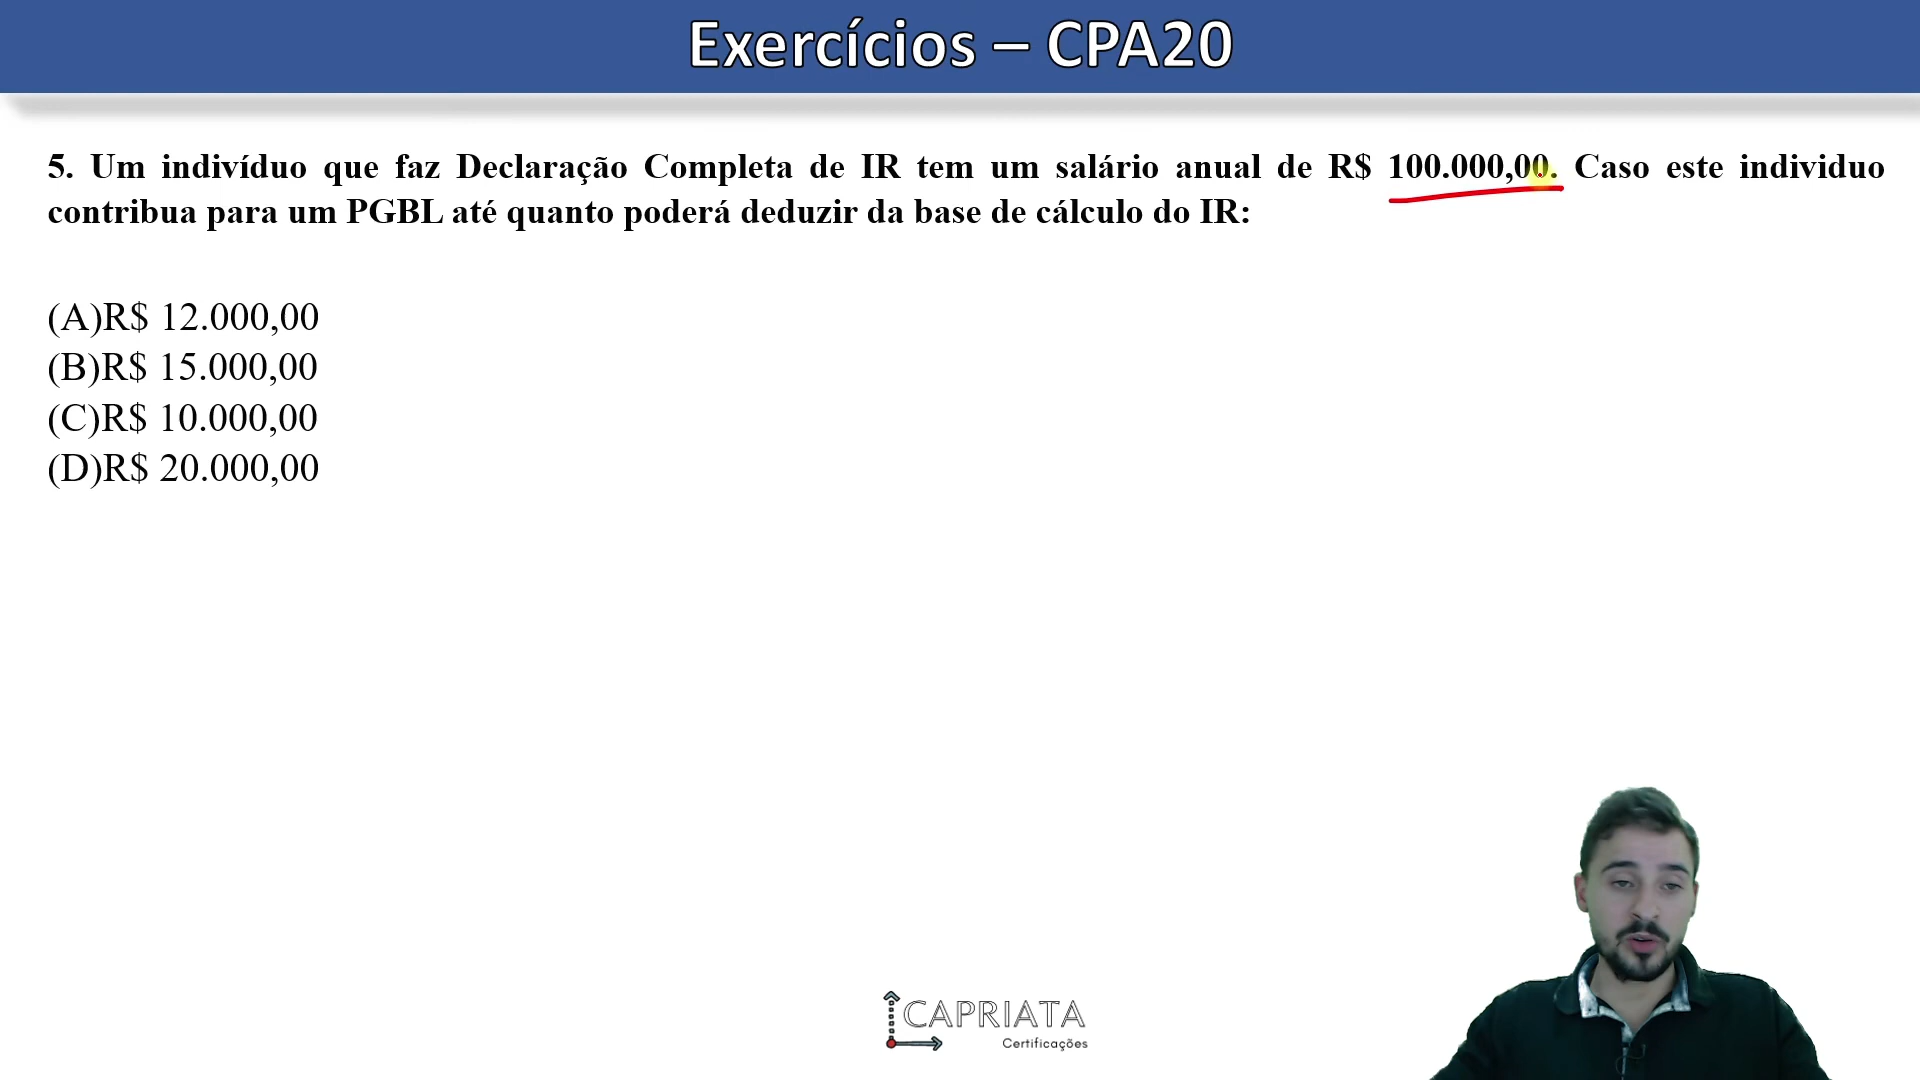 Exercícios – CPA20
5. Um indivíduo que faz Declaração Completa de IR tem um salário anual de R$ 100.000,00. Caso este individuo
contribua para um PGBL até quanto poderá deduzir da base de cálculo do IR:
(A)R$ 12.000,00
(B)R$ 15.000,00
(C)R$ 10.000,00
(D)R$ 20.000,00
CAPRIATA
Certificações